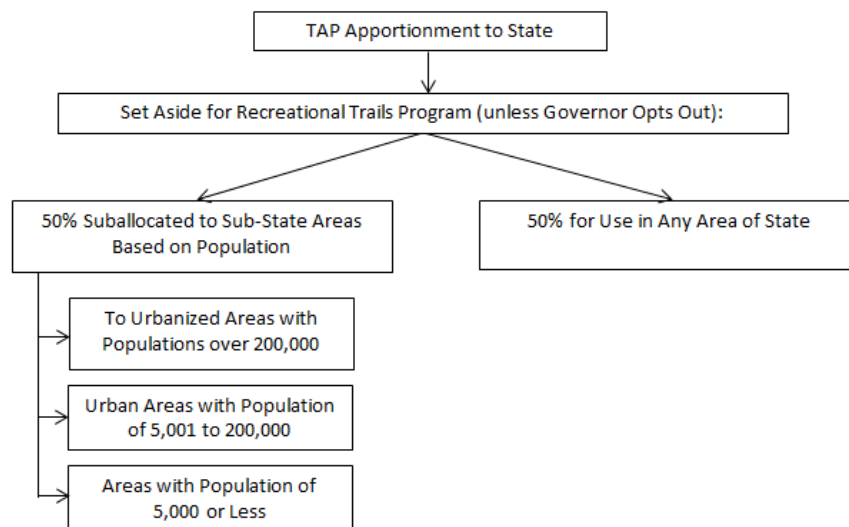 TAP Apportionment to State
Set Aside for Recreational Trails Program (unless Governor Opts Out):
50% Suballocated to Sub-State Areas
Based on Population
50% for Use in Any Area of State
To Urbanized Areas with
Populations over 200,000
Urban Areas with Population
of 5,001 to 200,000
Areas with Population of
5,000 or Less